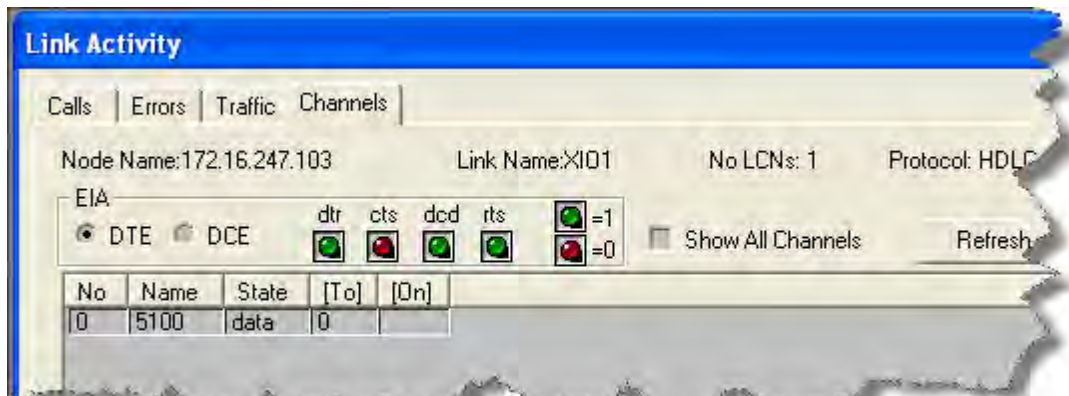 Link Activity
Calls Errors Traffic Channels
Node Name:172.16.247.103 Link Name:XIO1 No LCNs: 1 Protocol: HDLC
EIA
dtr cts dcd rts =1
DTE DCE =0 Show All Channels Refresh
No Name State [To] [On]
0 5100 data 0